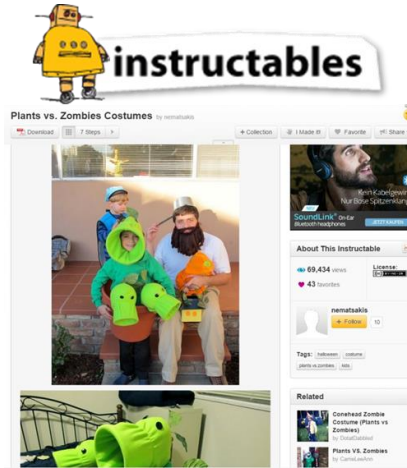 instructables
Plants vs. Zombies Costumes by nematsakis
Download 7 Steps + Collection I Made it! Favorite Share
Kein Kabelgewirr
Nur Bose Spitzenklang
SoundLink® On-Ear
Bluetooth headphones JETZT KAUFEN
About This Instructable
69,434 views License:
43 favorites
nematsakis
+ Follow 10
Tags: halloween costume
plants vs zombies kids
Related
Conehead Zombie
Costume (Plants vs
Zombies)
by DotatDabbled
Plants VS. Zombies
by CarrieLeeAnn